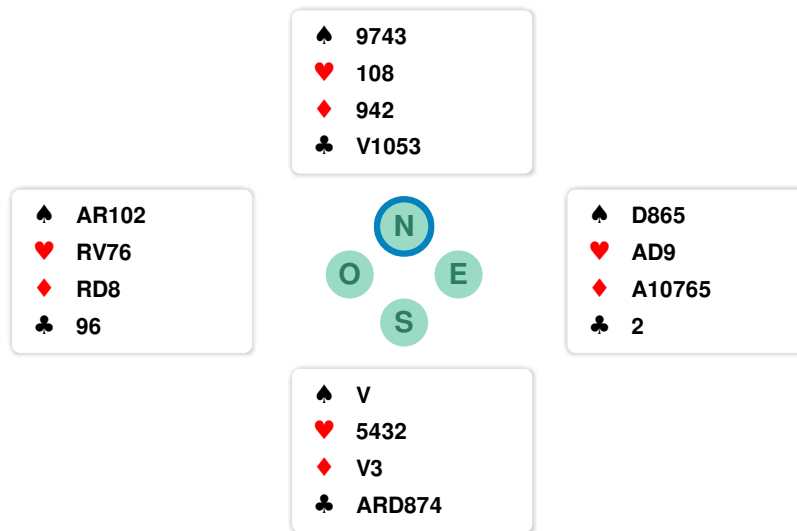 ♠ 9743
♥ 108
♦ 942
♣ V1053
♠ AR102
♥ RV76
♦ RD8
♣ 96
N
O E
S
♠ D865
♥ AD9
♦ A10765
♣ 2
♠ V
♥ 5432
♦ V3
♣ ARD874